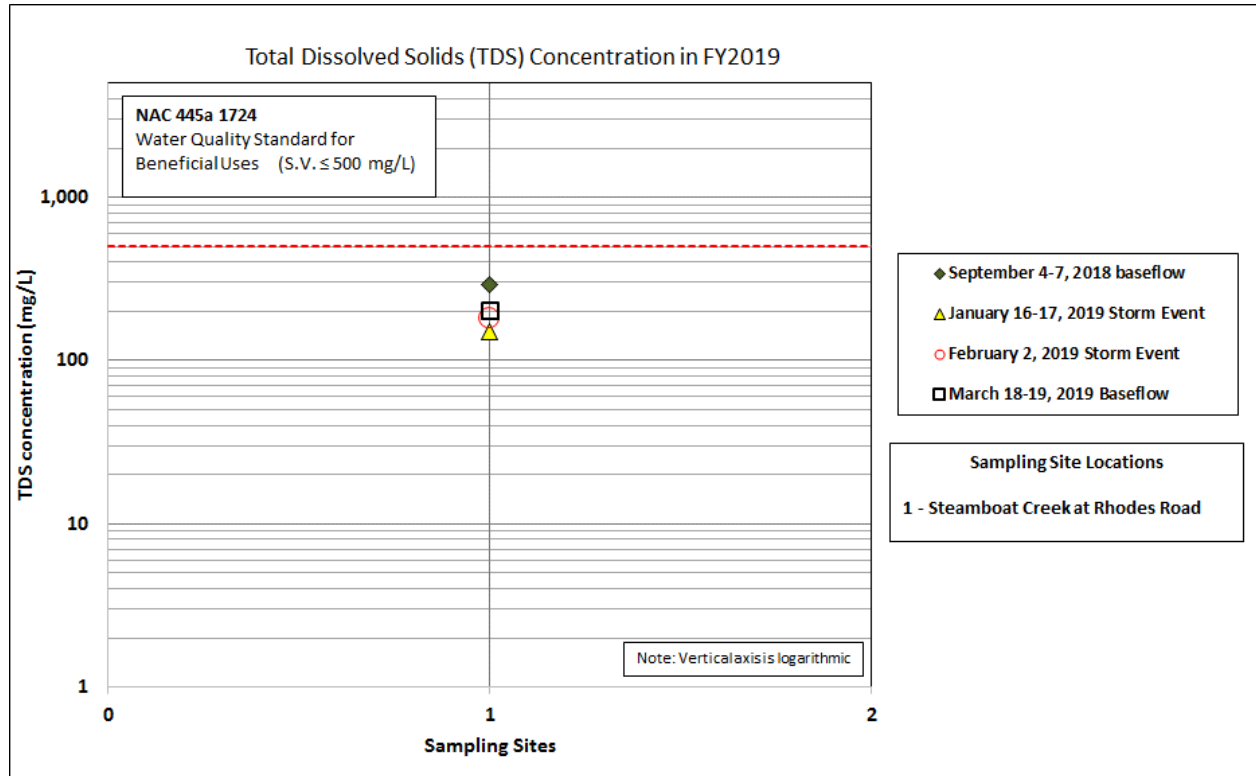 Total Dissolved Solids (TDS) Concentration in FY2019
NAC 445a 1724
Water Quality Standard for
Beneficial Uses (S.V. ≤ 500 mg/L)
1,000
100
10
1
TDS concentration (mg/L)
0
1
2
Sampling Sites
Note: Vertical axis is logarithmic
September 4-7, 2018 baseflow
January 16-17, 2019 Storm Event
February 2, 2019 Storm Event
March 18-19, 2019 Baseflow
Sampling Site Locations
1 - Steamboat Creek at Rhodes Road